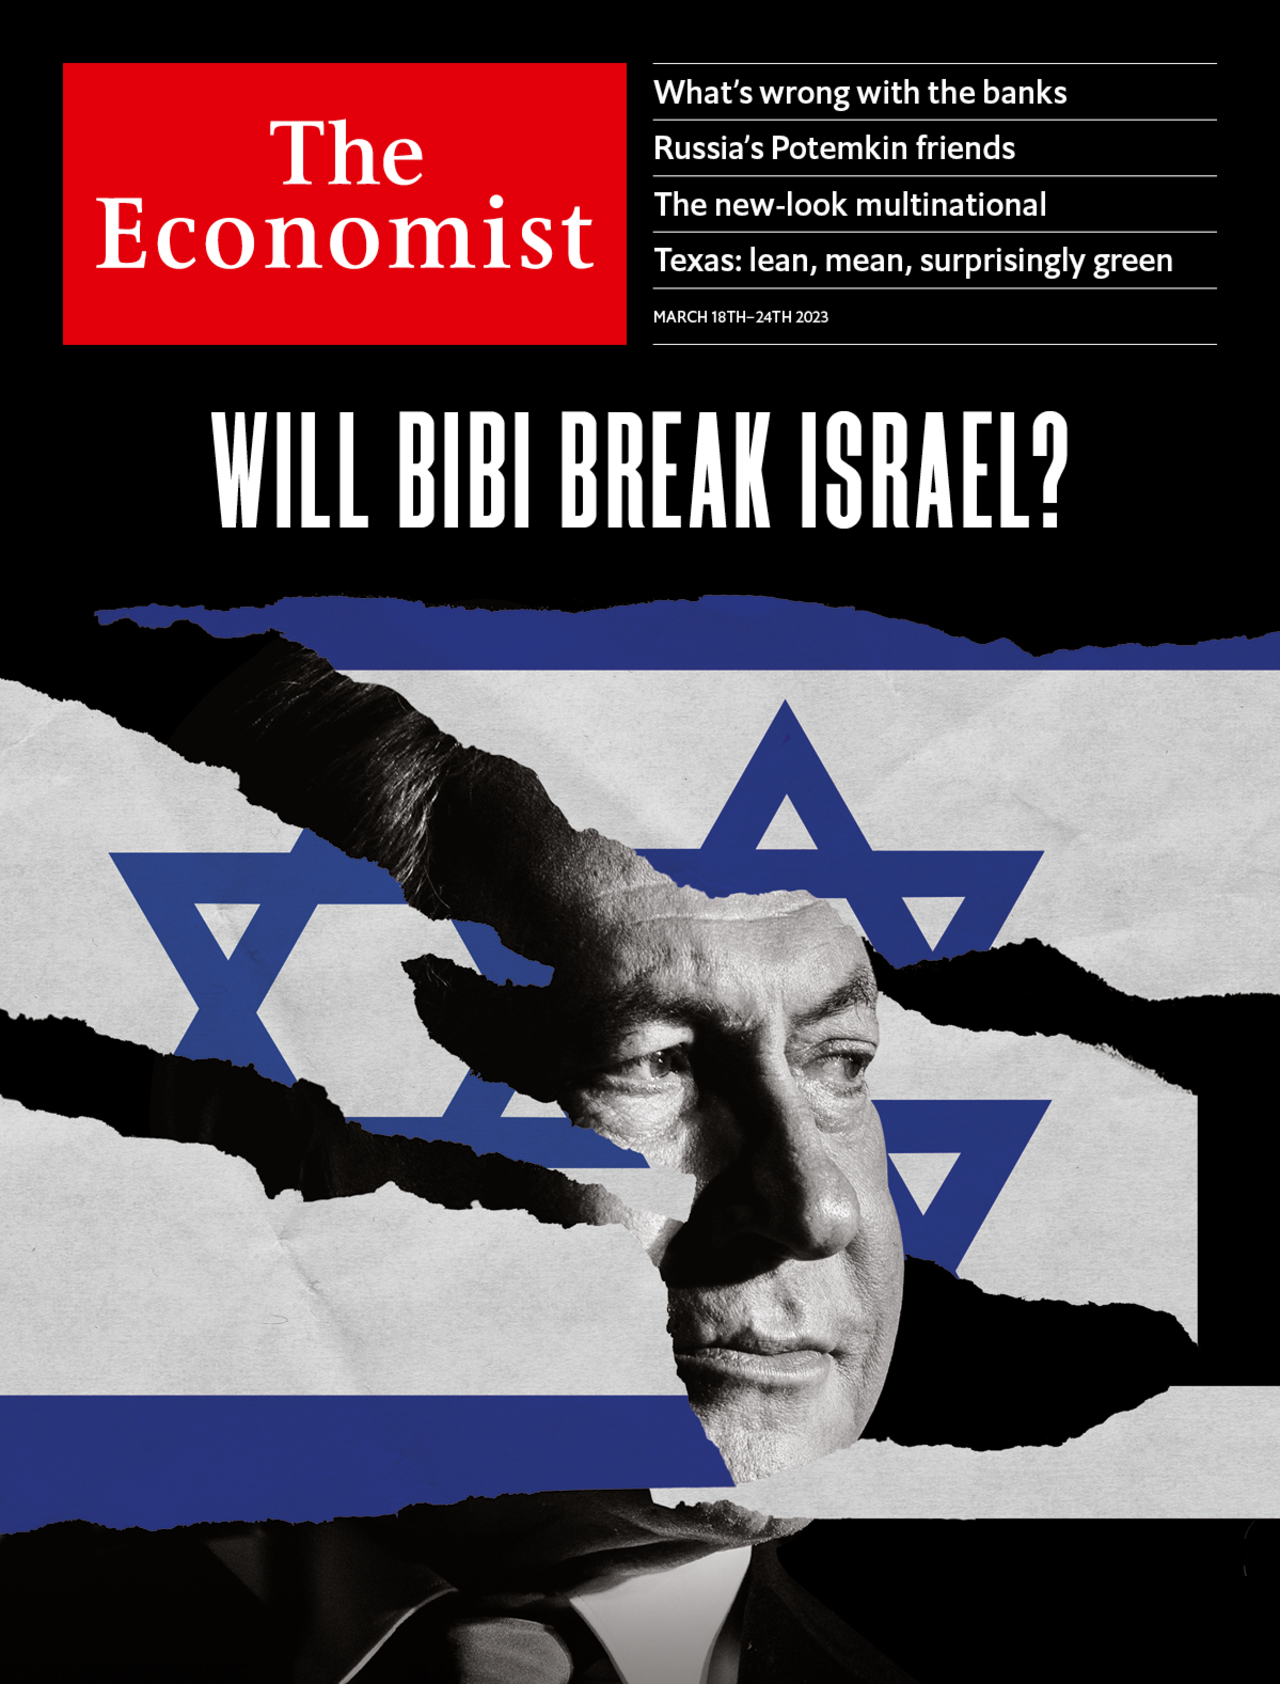 The
Economist
What’s wrong with the banks
Russia’s Potemkin friends
The new-look multinational
Texas: lean, mean, surprisingly green
MARCH 18TH–24TH 2023
WILL BIBI BREAK ISRAEL?